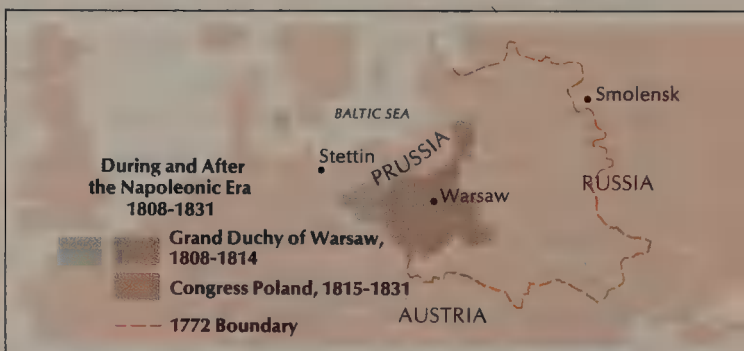 Smolensk
BALTIC SEA
Stettin
PRUSSIA
During and After
the Napoleonic Era
1808-1831
Warsaw
RUSSIA
Grand Duchy of Warsaw,
1808-1814
Congress Poland, 1815-1831
AUSTRIA
1772 Boundary